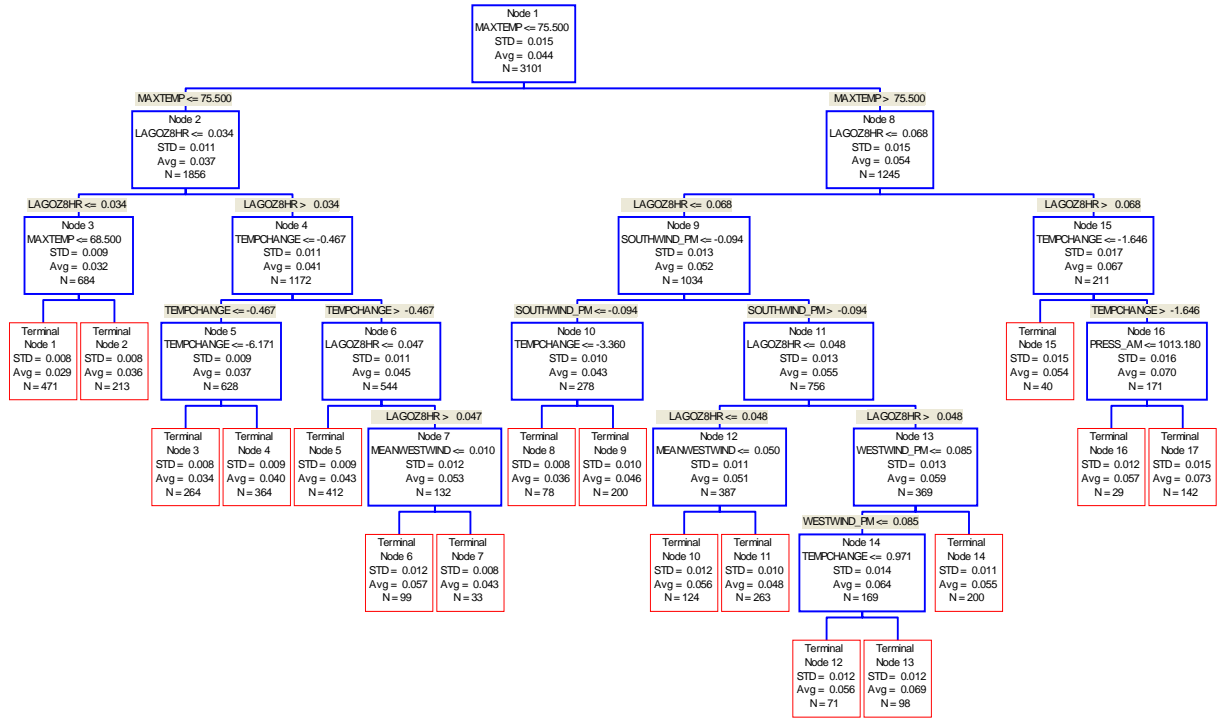 Node 1
MAXTEMP <= 75.500
STD = 0.015
Avg = 0.044
N = 3101
MAXTEMP <= 75.500
MAXTEMP > 75.500
Node 2
LAGOZ8HR <= 0.034
STD = 0.011
Avg = 0.037
N = 1856
Node 8
LAGOZ8HR <= 0.068
STD = 0.015
Avg = 0.054
N = 1245
LAGOZ8HR <= 0.034
LAGOZ8HR > 0.034
LAGOZ8HR <= 0.068
LAGOZ8HR > 0.068
Node 3
MAXTEMP <= 68.500
STD = 0.009
Avg = 0.032
N = 684
Node 4
TEMPCHANGE <= -0.467
STD = 0.011
Avg = 0.041
N = 1172
Node 9
SOUTHWIND_PM <= -0.094
STD = 0.013
Avg = 0.052
N = 1034
Node 15
TEMPCHANGE <= -1.646
STD = 0.017
Avg = 0.067
N = 211
TEMPCHANGE <= -0.467
TEMPCHANGE > -0.467
SOUTHWIND_PM <= -0.094
SOUTHWIND_PM > -0.094
TEMPCHANGE > -1.646
Terminal
Node 1
STD = 0.008
Avg = 0.029
N = 471
Terminal
Node 2
STD = 0.008
Avg = 0.036
N = 213
Node 5
TEMPCHANGE <= -6.171
STD = 0.009
Avg = 0.037
N = 628
Node 6
LAGOZ8HR <= 0.047
STD = 0.011
Avg = 0.045
N = 544
Node 10
TEMPCHANGE <= -3.360
STD = 0.010
Avg = 0.043
N = 278
Node 11
LAGOZ8HR <= 0.048
STD = 0.013
Avg = 0.055
N = 756
Terminal
Node 15
STD = 0.015
Avg = 0.054
N = 40
Node 16
PRESS_AM <= 1013.180
STD = 0.016
Avg = 0.070
N = 171
LAGOZ8HR > 0.047
LAGOZ8HR <= 0.048
LAGOZ8HR > 0.048
Terminal
Node 3
STD = 0.008
Avg = 0.034
N = 264
Terminal
Node 4
STD = 0.009
Avg = 0.040
N = 364
Terminal
Node 5
STD = 0.009
Avg = 0.043
N = 412
Node 7
MEANWESTWIND <= 0.010
STD = 0.012
Avg = 0.053
N = 132
Terminal
Node 8
STD = 0.008
Avg = 0.036
N = 78
Terminal
Node 9
STD = 0.010
Avg = 0.046
N = 200
Node 12
MEANWESTWIND <= 0.050
STD = 0.011
Avg = 0.051
N = 387
Node 13
WESTWIND_PM <= 0.085
STD = 0.013
Avg = 0.059
N = 369
Terminal
Node 16
STD = 0.012
Avg = 0.057
N = 29
Terminal
Node 17
STD = 0.015
Avg = 0.073
N = 142
WESTWIND_PM <= 0.085
Terminal
Node 6
STD = 0.012
Avg = 0.057
N = 99
Terminal
Node 7
STD = 0.008
Avg = 0.043
N = 33
Terminal
Node 10
STD = 0.012
Avg = 0.056
N = 124
Terminal
Node 11
STD = 0.010
Avg = 0.048
N = 263
Node 14
TEMPCHANGE <= 0.971
STD = 0.014
Avg = 0.064
N = 169
Terminal
Node 14
STD = 0.011
Avg = 0.055
N = 200
Terminal
Node 12
STD = 0.012
Avg = 0.056
N = 71
Terminal
Node 13
STD = 0.012
Avg = 0.069
N = 98